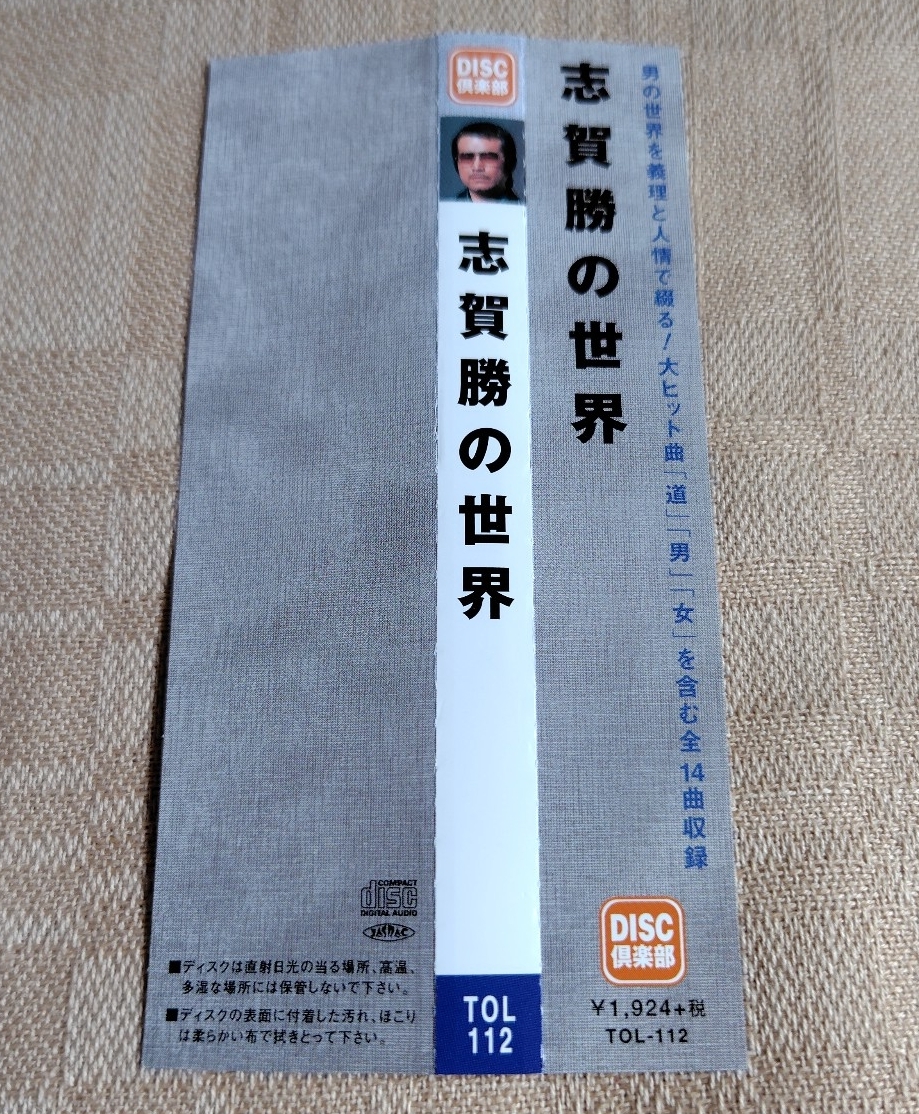 男の世界を義理と人情で綴る!大ヒット曲「道」「男」「女」を含む全14曲収録
志賀勝の世界
DISC
倶楽部
¥1,924+税
TOL-112
DISC
倶楽部
志賀勝の世界
TOL
112
COMPACT
disc
DIGITAL AUDIO
JASRAC
■ディスクは直射日光の当る場所、高温、
多湿な場所には保管しないで下さい。
■ディスクの表面に付着した汚れ、ほこり
は柔らかい布で拭きとって下さい。